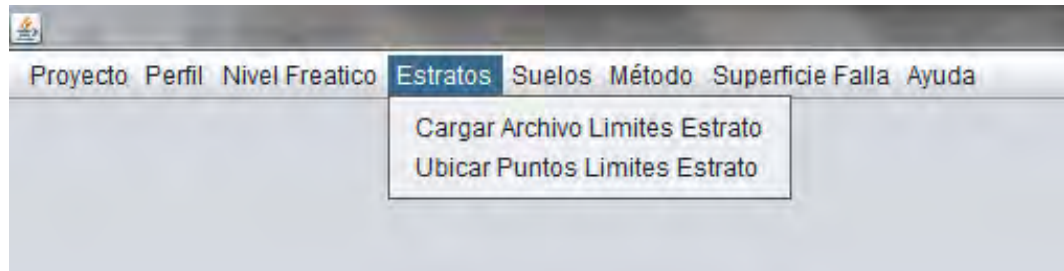 Proyecto Perfil Nivel Freatico Estratos Suelos Método Superficie Falla Ayuda
Cargar Archivo Limites Estrato
Ubicar Puntos Limites Estrato